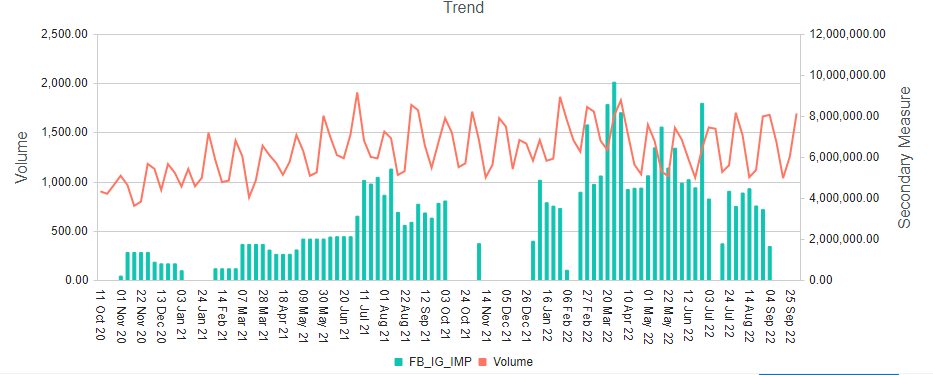 Trend
2,500.00
2,000.00
1,500.00
1,000.00
500.00
0.00
Volume
12,000,000.00
10,000,000.00
8,000,000.00
6,000,000.00
4,000,000.00
2,000,000.00
0.00
Secondary Measure
11 Oct 20
01 Nov 20
22 Nov 20
13 Dec 20
03 Jan 21
24 Jan 21
14 Feb 21
07 Mar 21
28 Mar 21
18 Apr 21
09 May 21
30 May 21
20 Jun 21
11 Jul 21
01 Aug 21
22 Aug 21
12 Sep 21
03 Oct 21
24 Oct 21
14 Nov 21
05 Dec 21
26 Dec 21
16 Jan 22
06 Feb 22
27 Feb 22
20 Mar 22
10 Apr 22
01 May 22
22 May 22
12 Jun 22
03 Jul 22
24 Jul 22
14 Aug 22
04 Sep 22
25 Sep 22
FB_IG_IMP
Volume